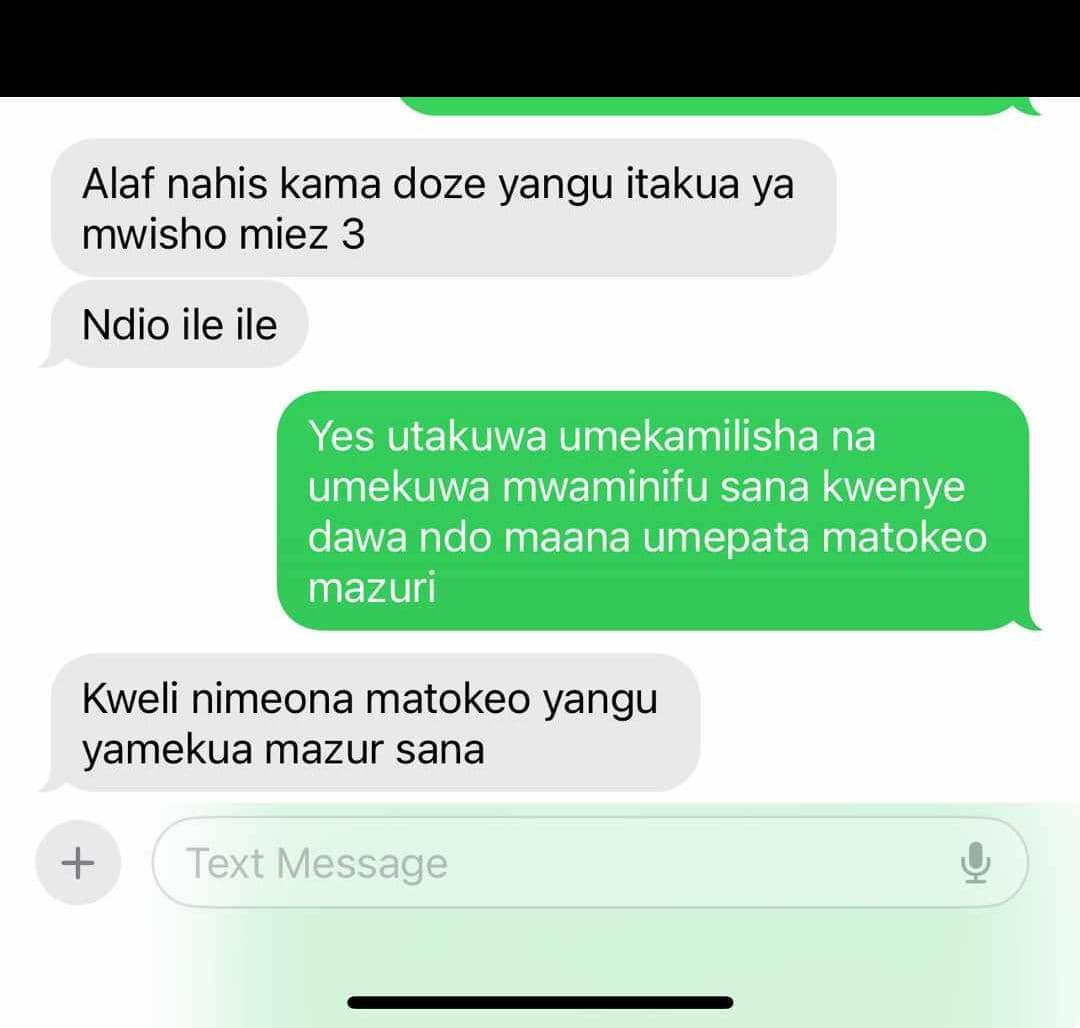 Alaf nahis kama doze yangu itakua ya
mwisho miez 3
Ndio ile ile
Yes utakuwa umekamilisha na
umekuwa mwaminifu sana kwenye
dawa ndo maana umepata matokeo
mazuri
Kweli nimeona matokeo yangu
yamekua mazur sana
Text Message